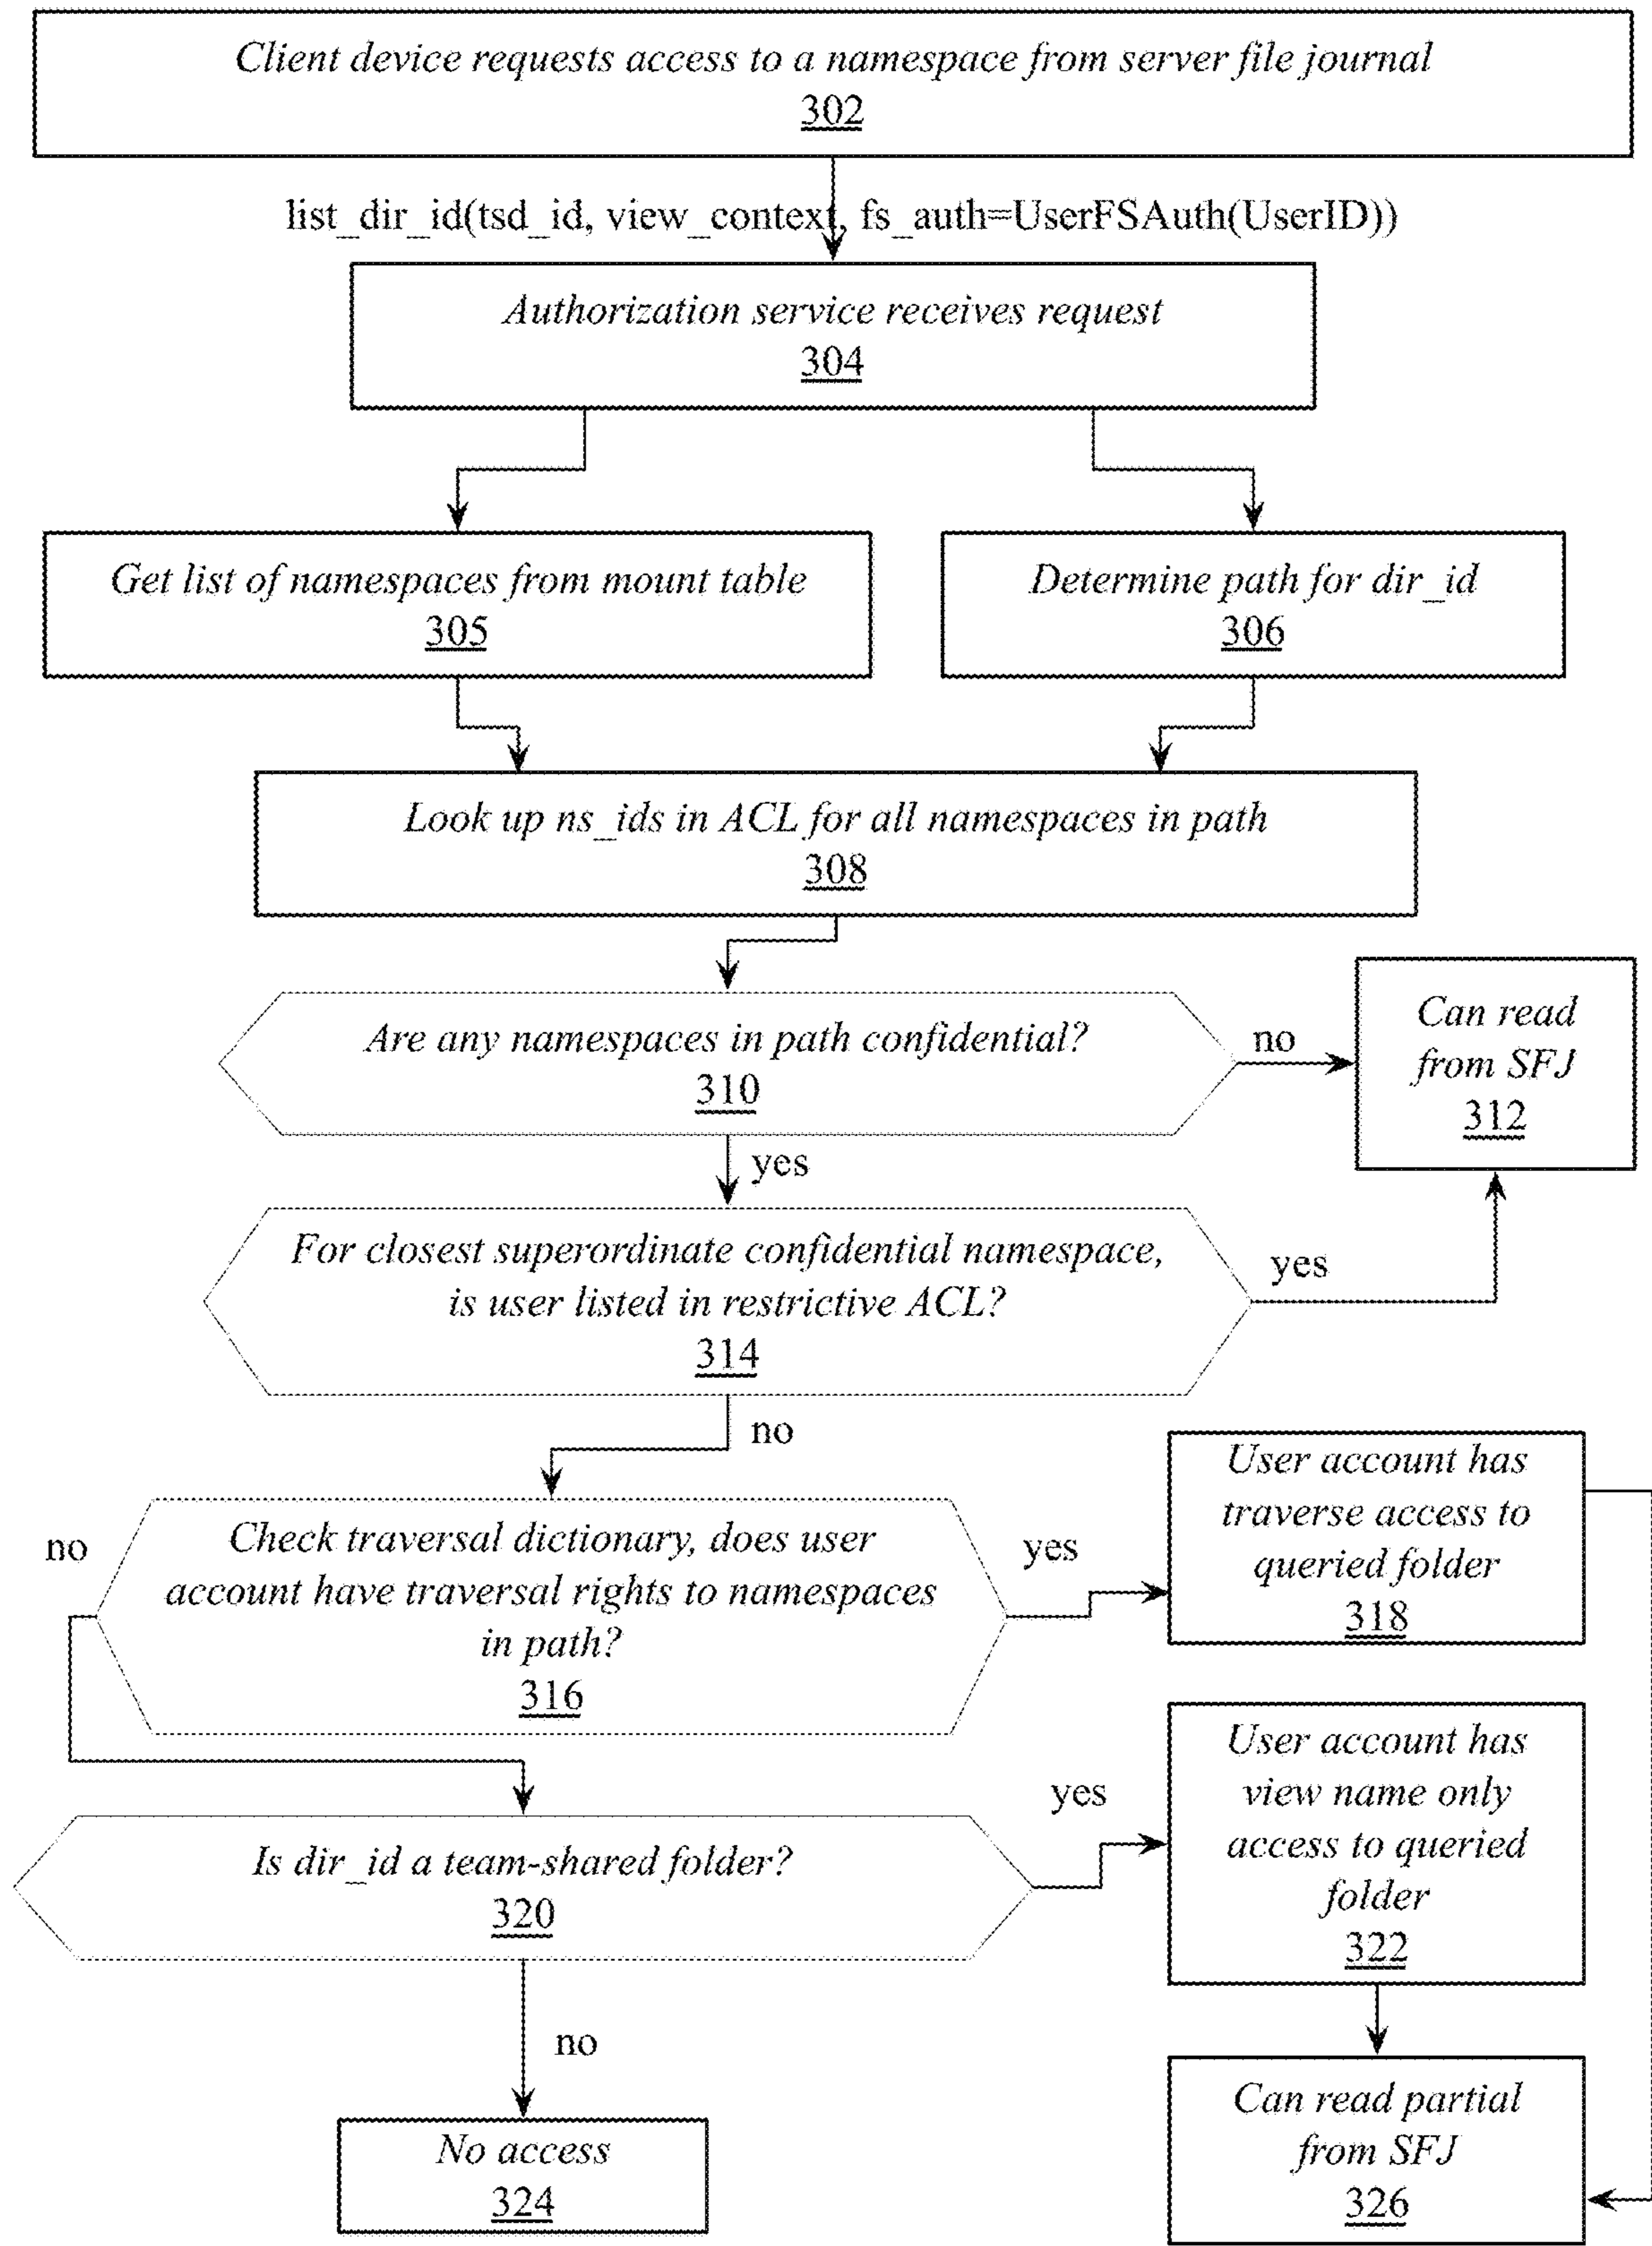 Client device requests access to a namespace from server file journal
302
list_dir_id(tsd_id, view_context, fs_auth=UserFSAuth(UserID))
Authorization service receives request
304
Get list of namespaces from mount table
305
Determine path for dir_id
306
Look up ns_ids in ACL for all namespaces in path
308
Are any namespaces in path confidential?
310
no
Can read
from SFJ
312
yes
For closest superordinate confidential namespace,
is user listed in restrictive ACL?
314
yes
no
Check traversal dictionary, does user
account have traversal rights to namespaces
in path?
316
no
yes
User account has
traverse access to
queried folder
318
Is dir_id a team-shared folder?
320
yes
User account has
view name only
access to queried
folder
322
no
No access
324
Can read partial
from SFJ
326